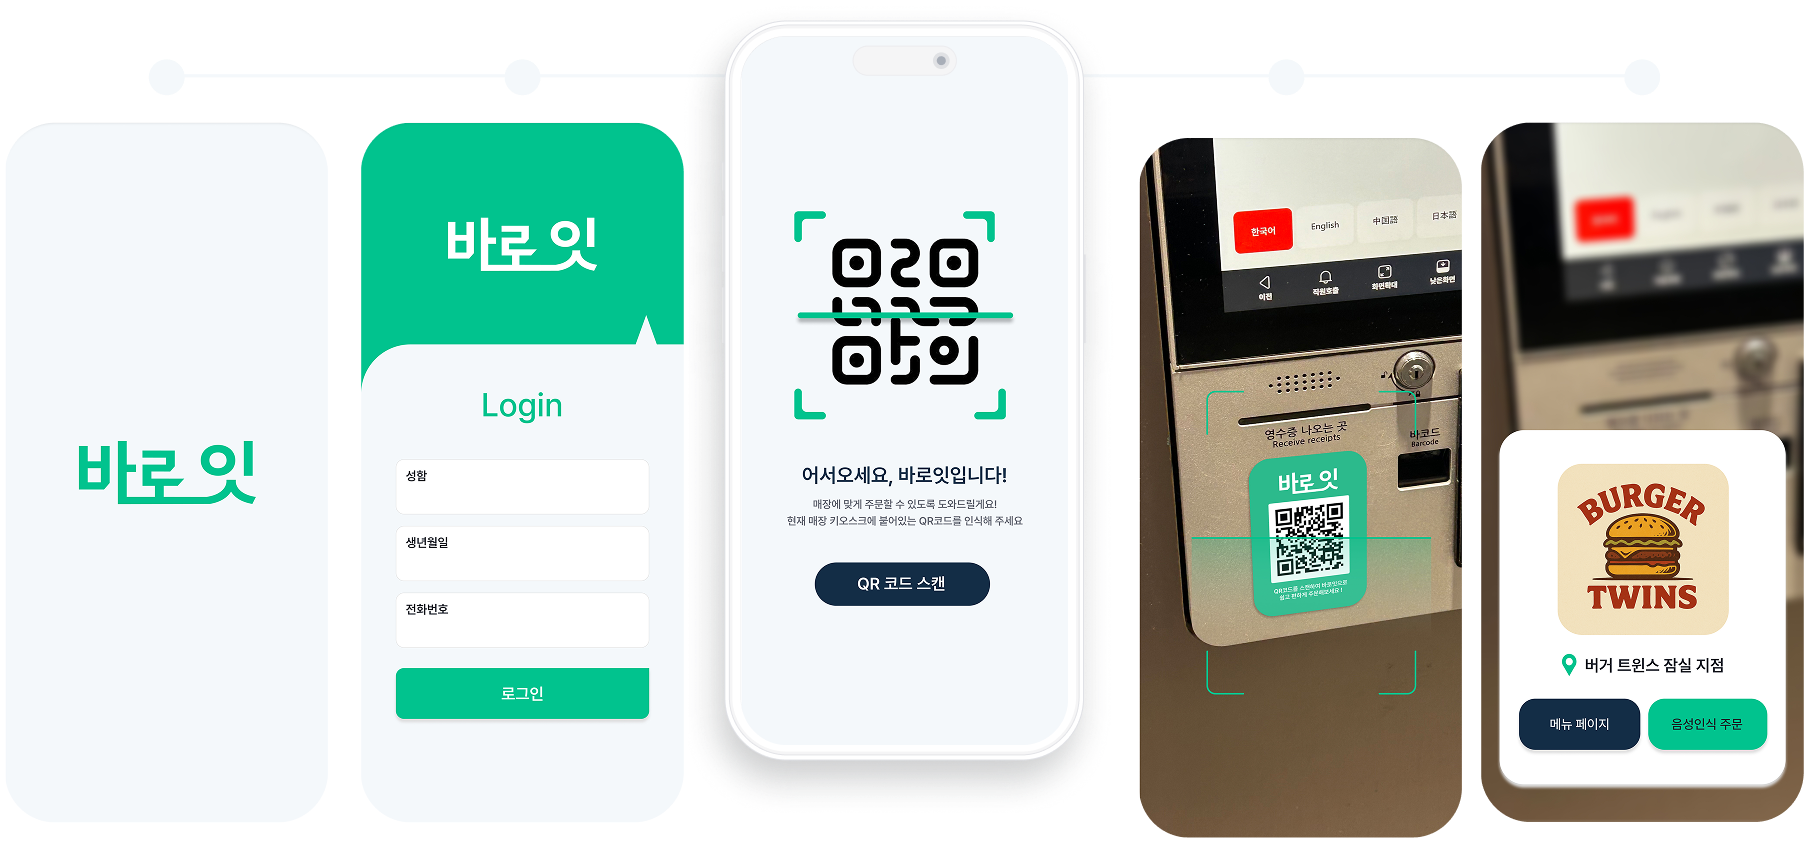 바로잇
바로잇
Login
성함
생년월일
전화번호
로그인
어서오세요, 바로잇입니다!
매장에 맞게 주문할 수 있도록 도와드릴게요!
현재 매장 키오스크에 붙어있는 QR코드를 인식해 주세요
QR 코드 스캔
한국어
English
中国語
日本語
이전
직원호출
화면확대
낮은화면
영수증 나오는 곳
Receive receipts
바코드
Barcode
바로잇
QR코드를 스캔하여 바로잇으로
쉽고 편하게 주문해보세요!
BURGER
TWINS
버거 트윈스 잠실 지점
메뉴 페이지
음성인식 주문